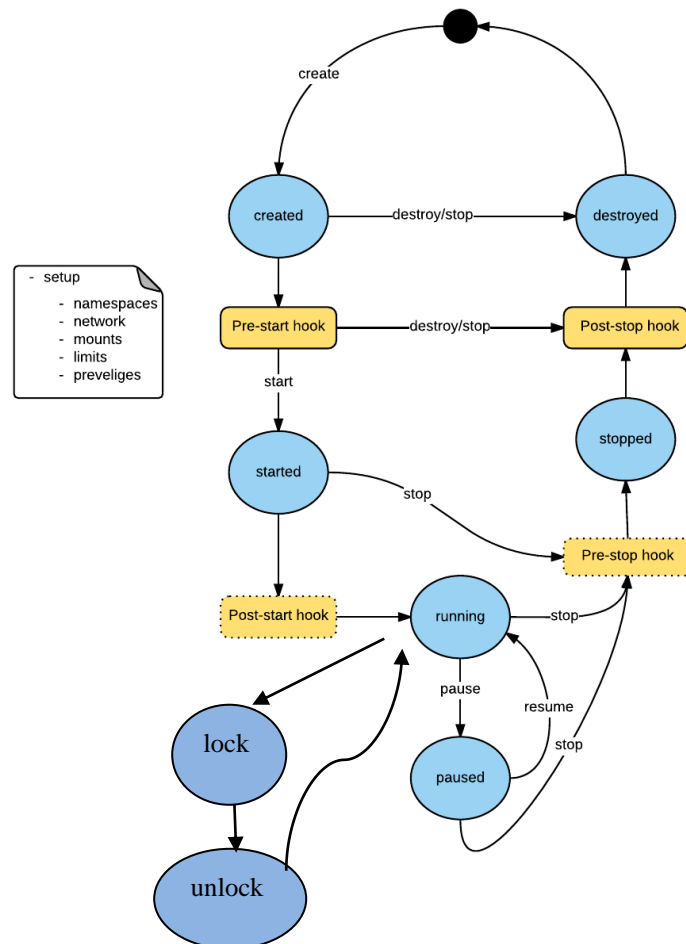 create
created
destroy/stop
destroyed
- setup
- namespaces
- network
- mounts
- limits
- preveliges
Pre-start hook
destroy/stop
Post-stop hook
start
stopped
started
stop
Pre-stop hook
Post-start hook
running
stop
pause
resume
lock
stop
paused
unlock